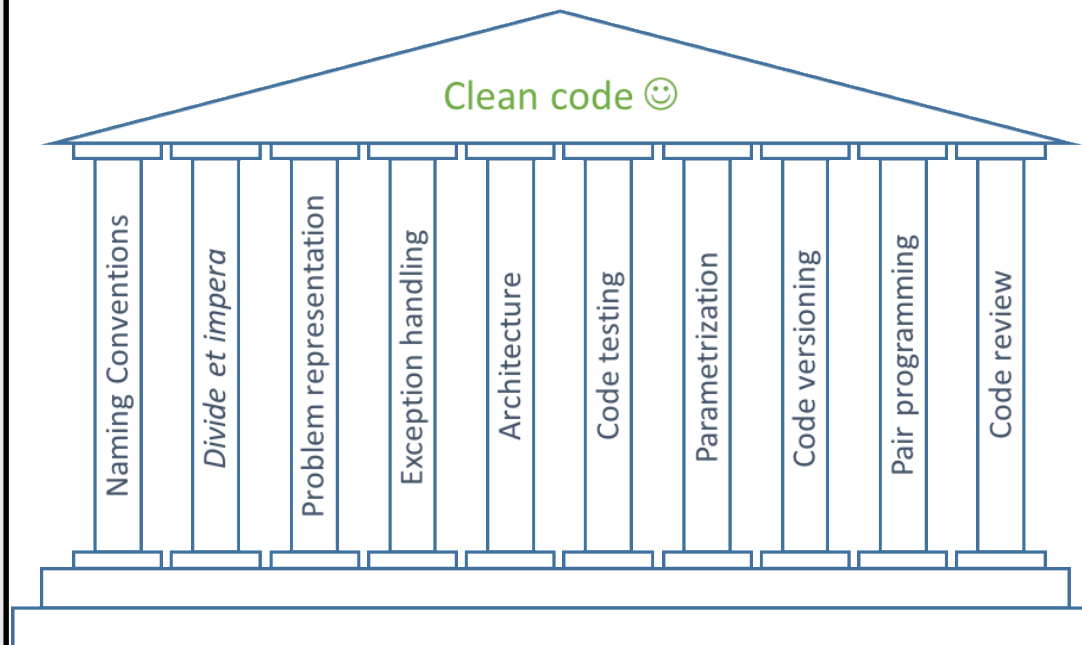 Clean code ☺
Naming Conventions
Divide et impera
Problem representation
Exception handling
Architecture
Code testing
Parametrization
Code versioning
Pair programming
Code review